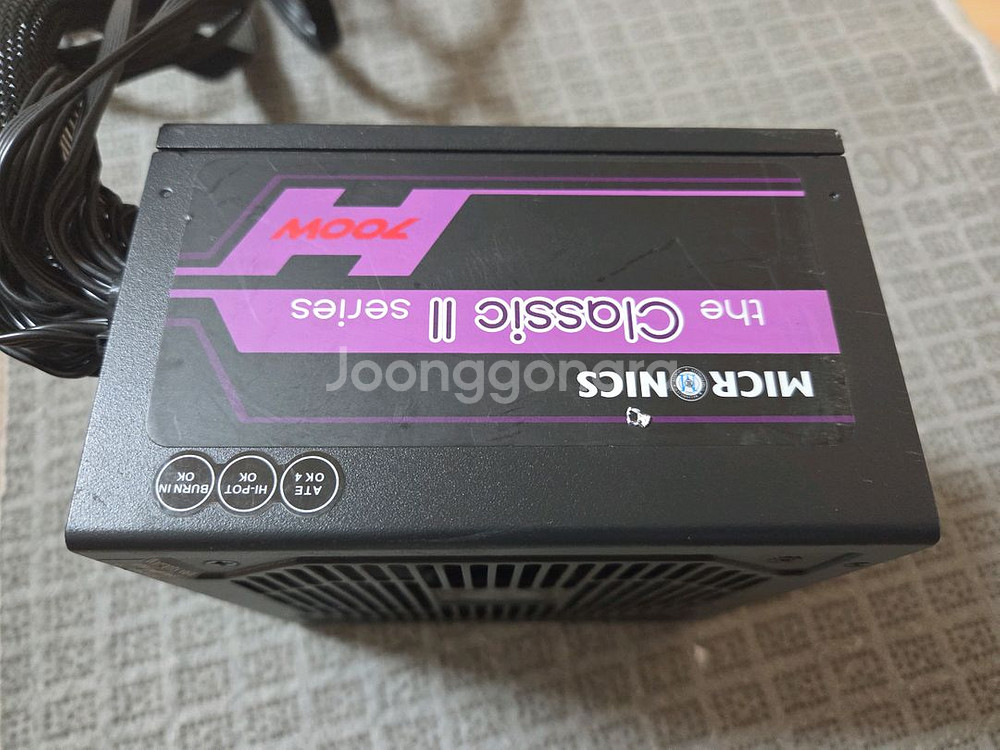 700W
the Classic II series
MICRONICS
Joonggonara
ATE
OK 4
HI-POT
OK
BURN IN
OK